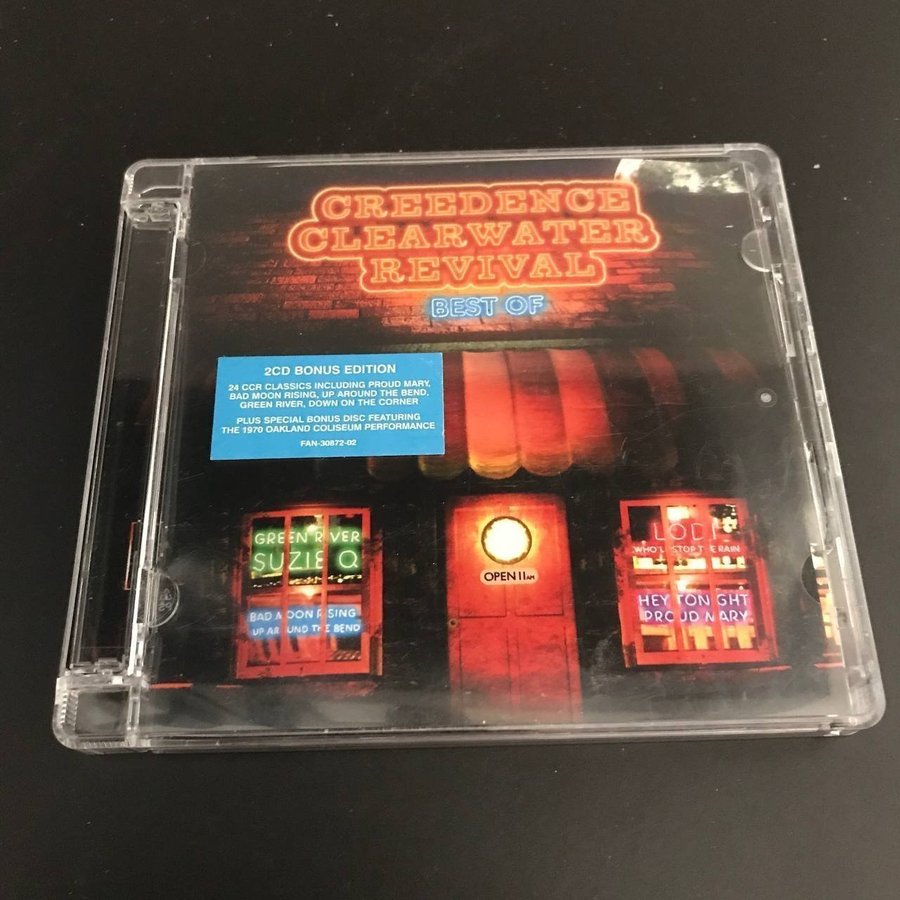 CREEDENCE
CLEARWATER
REVIVAL
BEST OF
2CD BONUS EDITION
24 CCR CLASSICS INCLUDING PROUD MARY,
BAD MOON RISING, UP AROUND THE BEND,
GREEN RIVER, DOWN ON THE CORNER
PLUS SPECIAL BONUS DISC FEATURING
THE 1970 OAKLAND COLISEUM PERFORMANCE
FAN-30872-02
GREEN RIVER
SUZIE Q
BAD MOON RISING
UP AROUND THE BEND
OPEN 11 AM
LODI
WHO'LL STOP THE RAIN
HEY TONIGHT
PROUD MARY